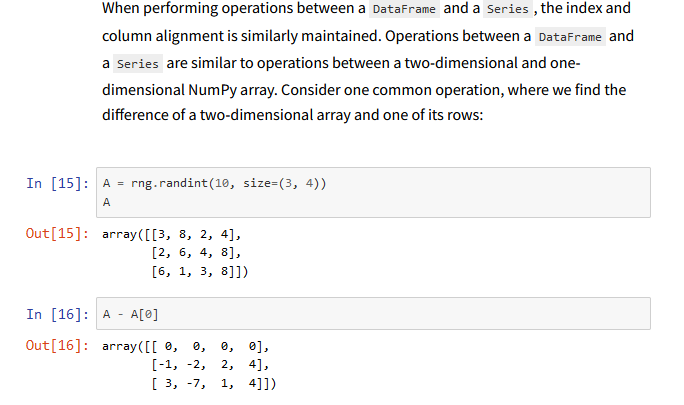 When performing operations between a DataFrame and a Series , the index and
column alignment is similarly maintained. Operations between a DataFrame and
a Series are similar to operations between a two-dimensional and one-
dimensional NumPy array. Consider one common operation, where we find the
difference of a two-dimensional array and one of its rows:
In [15]: A = rng.randint(10, size=(3, 4))
A
Out[15]: array([[3, 8, 2, 4],
[2, 6, 4, 8],
[6, 1, 3, 8]])
In [16]: A - A[0]
Out[16]: array([[ 0,  0,  0,  0],
[-1, -2,  2,  4],
[ 3, -7,  1,  4]])